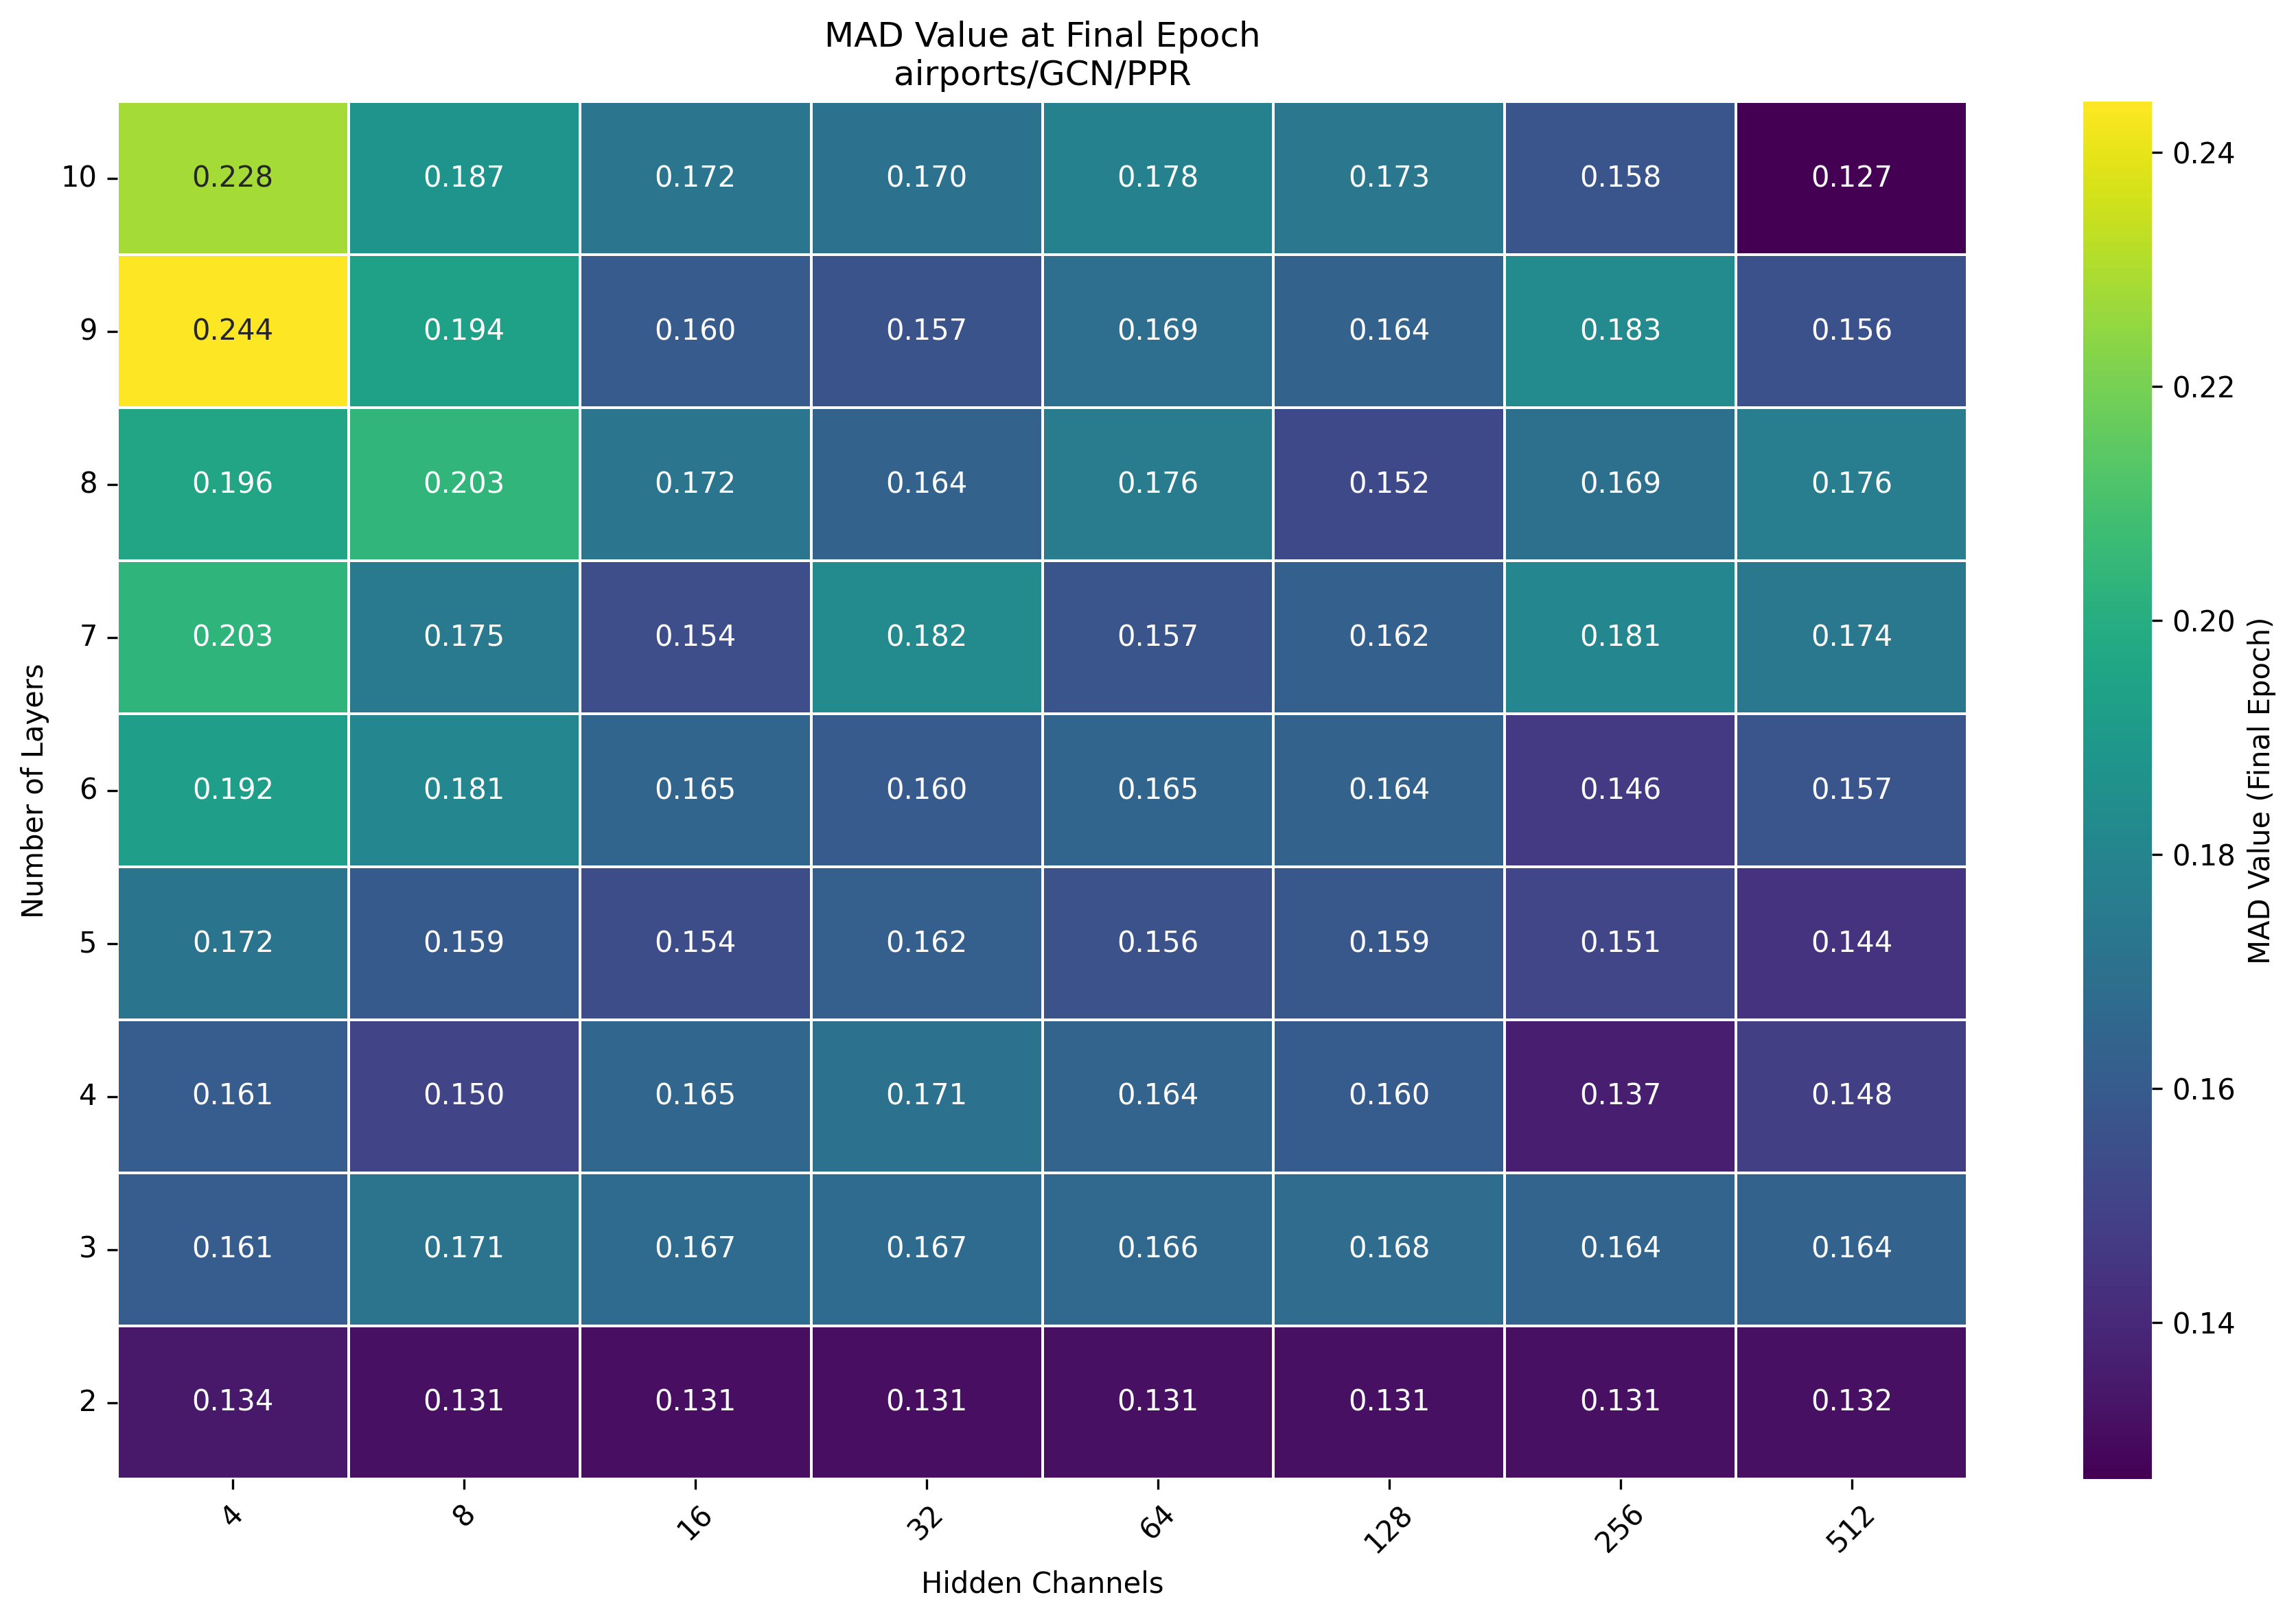 MAD Value at Final Epoch
airports/GCN/PPR
Number of Layers
10 0.228 0.187 0.172 0.170 0.178 0.173 0.158 0.127
9 0.244 0.194 0.160 0.157 0.169 0.164 0.183 0.156
8 0.196 0.203 0.172 0.164 0.176 0.152 0.169 0.176
7 0.203 0.175 0.154 0.182 0.157 0.162 0.181 0.174
6 0.192 0.181 0.165 0.160 0.165 0.164 0.146 0.157
5 0.172 0.159 0.154 0.162 0.156 0.159 0.151 0.144
4 0.161 0.150 0.165 0.171 0.164 0.160 0.137 0.148
3 0.161 0.171 0.167 0.167 0.166 0.168 0.164 0.164
2 0.134 0.131 0.131 0.131 0.131 0.131 0.131 0.132
4 8 16 32 64 128 256 512
Hidden Channels
0.24
0.22
0.20
0.18
0.16
0.14
MAD Value (Final Epoch)